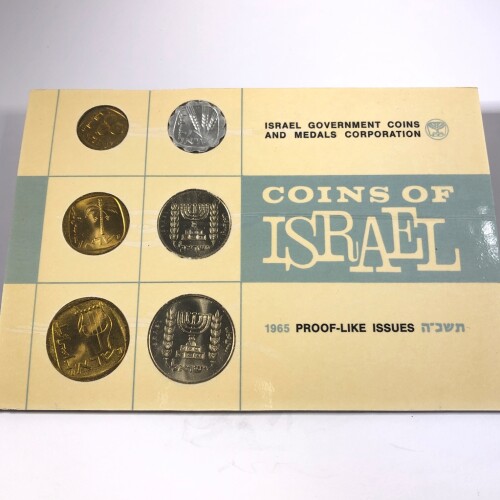 ISRAEL GOVERNMENT COINS
AND MEDALS CORPORATION
COINS OF
ISRAEL
1965 PROOF-LIKE ISSUES תשכ"ה